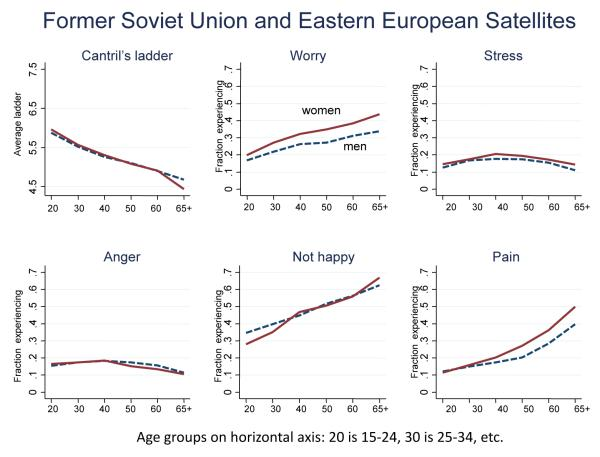 Former Soviet Union and Eastern European Satellites
Cantril's ladder
Worry
Stress
Average ladder
7.5
6.5
5.5
4.5
20 30 40 50 60 65+
Fraction experiencing
.7
.6
.5
.4
.3
.2
.1
0
women
men
20 30 40 50 60 65+
Fraction experiencing
.7
.6
.5
.4
.3
.2
.1
0
20 30 40 50 60 65+
Anger
Not happy
Pain
Fraction experiencing
.7
.6
.5
.4
.3
.2
.1
0
20 30 40 50 60 65+
Fraction experiencing
.7
.6
.5
.4
.3
.2
.1
0
20 30 40 50 60 65+
Fraction experiencing
.7
.6
.5
.4
.3
.2
.1
0
20 30 40 50 60 65+
Age groups on horizontal axis: 20 is 15-24, 30 is 25-34, etc.